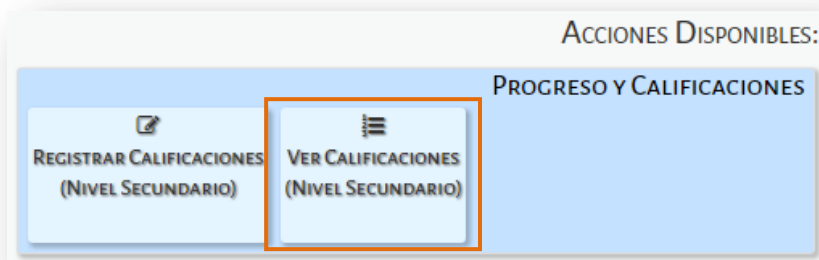 Acciones Disponibles:
Progreso y Calificaciones
Registrar Calificaciones
(Nivel Secundario)
Ver Calificaciones
(Nivel Secundario)